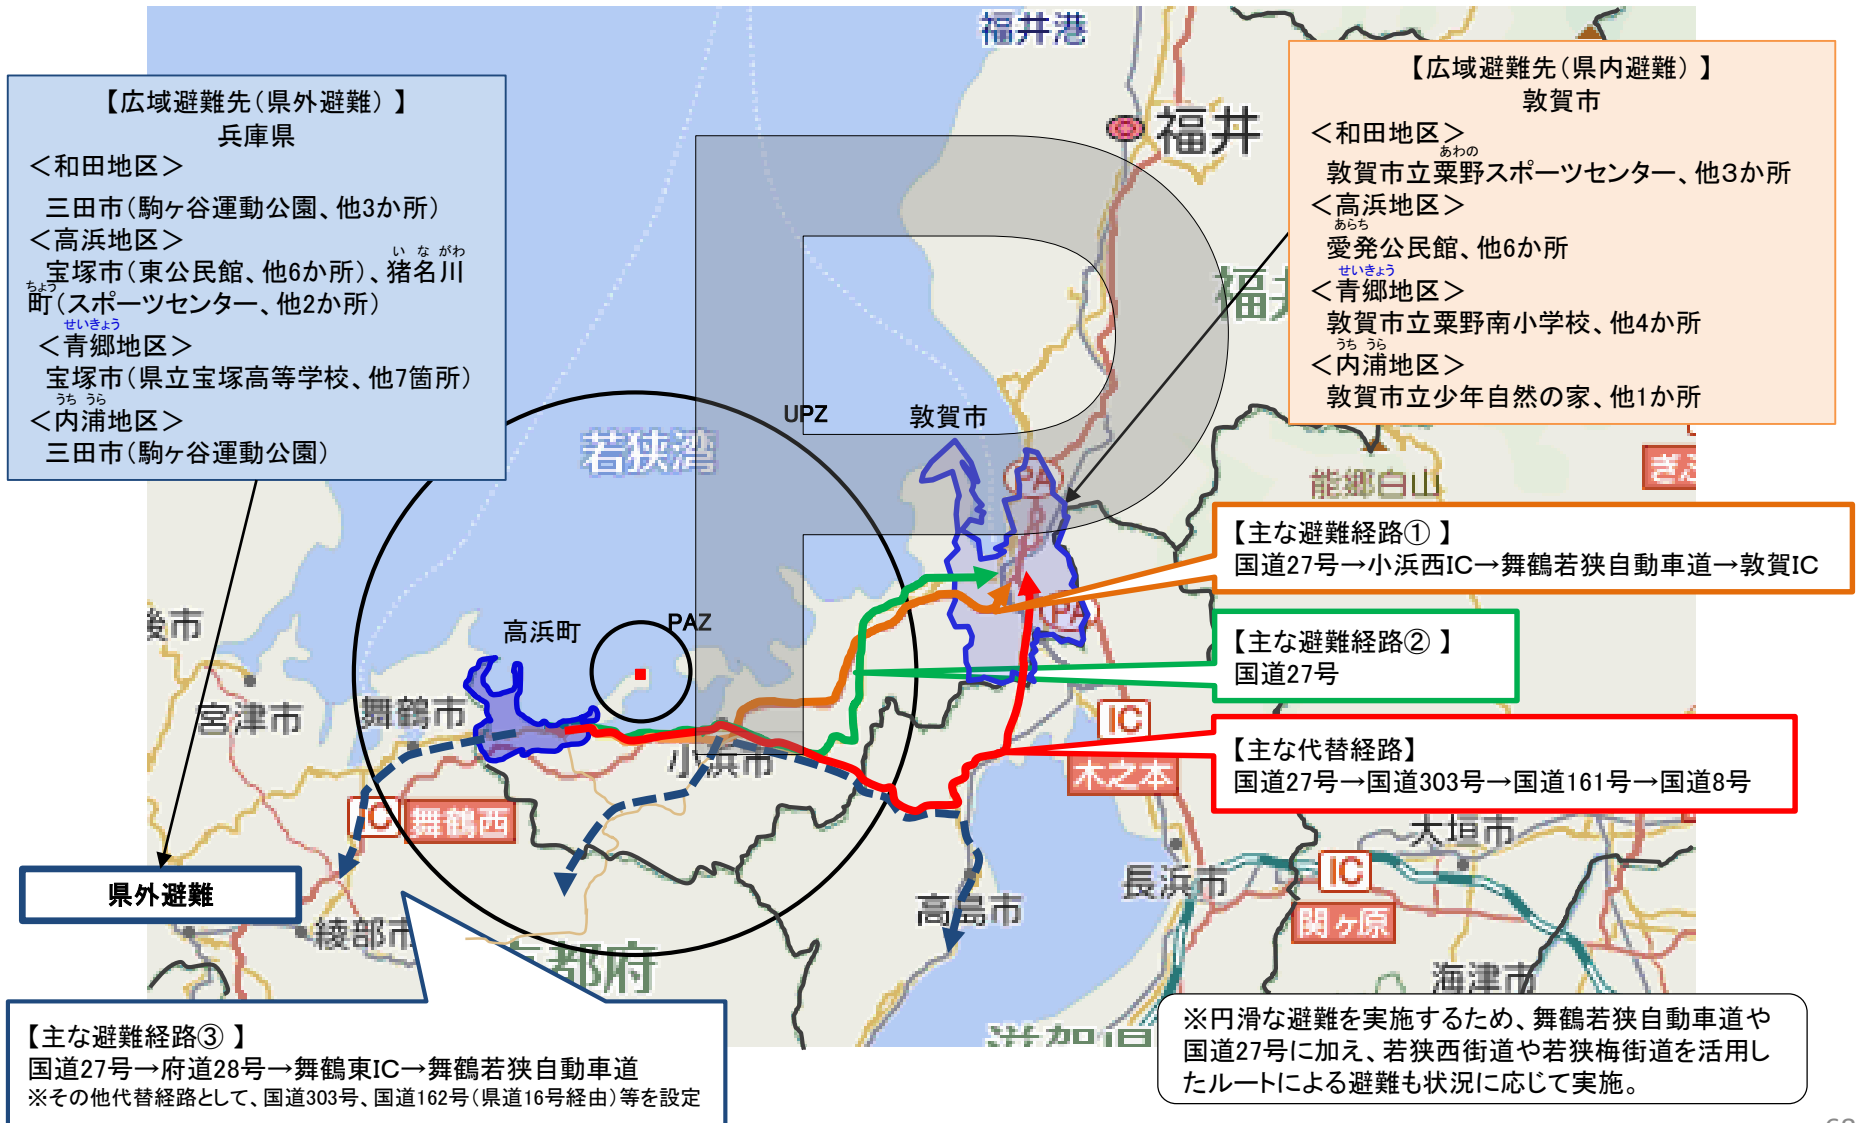 福井港
【広域避難先（県外避難）】
兵庫県
＜和田地区＞
三田市（駒ヶ谷運動公園、他3か所）
＜高浜地区＞
い な がわ
宝塚市（東公民館、他6か所）、猪名川
ちょう
町（スポーツセンター、他2か所）
せいきょう
＜青郷地区＞
宝塚市（県立宝塚高等学校、他7箇所）
うち うら
＜内浦地区＞
三田市（駒ヶ谷運動公園）
【広域避難先（県内避難）】
敦賀市
＜和田地区＞
あわの
敦賀市立粟野スポーツセンター、他３か所
＜高浜地区＞
あらち
愛発公民館、他6か所
せいきょう
＜青郷地区＞
敦賀市立粟野南小学校、他4か所
うち うら
＜内浦地区＞
敦賀市立少年自然の家、他1か所
福井
UPZ
敦賀市
若狭湾
PA
能郷白山
【主な避難経路①】
国道27号→小浜西IC→舞鶴若狭自動車道→敦賀IC
高浜町
PAZ
PA
【主な避難経路②】
国道27号
宮津市
舞鶴市
小浜市
IC
木之本
【主な代替経路】
国道27号→国道303号→国道161号→国道8号
舞鶴西
大垣市
IC
関ヶ原
長浜市
高島市
県外避難
綾部市
都府
海津市
【主な避難経路③】
国道27号→府道28号→舞鶴東IC→舞鶴若狭自動車道
※その他代替経路として、国道303号、国道162号（県道16号経由）等を設定
※円滑な避難を実施するため、舞鶴若狭自動車道や
国道27号に加え、若狭西街道や若狭梅街道を活用し
たルートによる避難も状況に応じて実施。